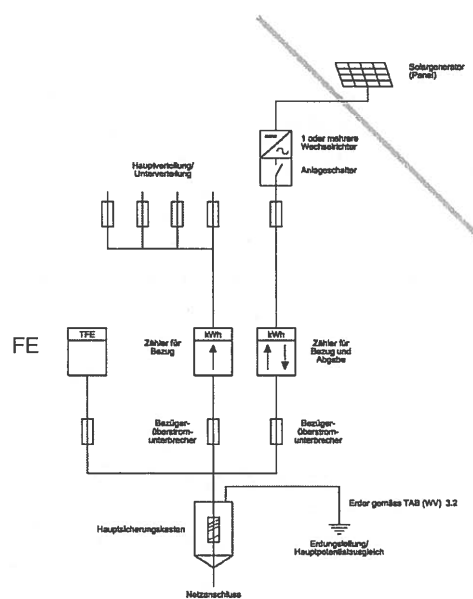 Solargenerator
(Panel)
1 oder mehrere
Wechselrichter
Anlageschalter
Hauptverteilung/
Unterverteilung
FE
TFE
Zähler für
Bezug
kWh
kWh
Zähler für
Bezug und
Abgabe
Bezüger-
überstrom-
unterbrecher
Bezüger-
überstrom-
unterbrecher
Hauptsicherungskasten
Erder gemäss TAB (WV) 3.2
Erdungsleitung/
Hauptpotentialausgleich
Netzanschluss